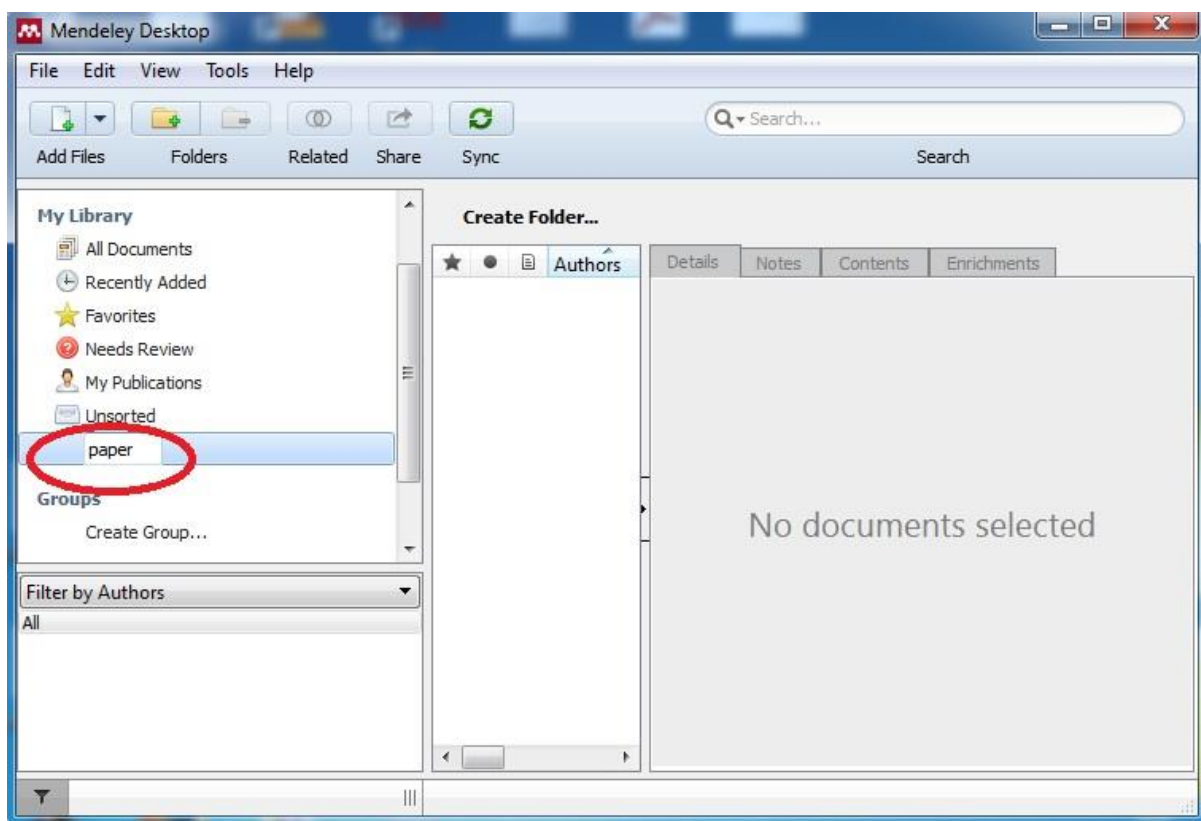 Mendeley Desktop
File Edit View Tools Help
Search...
Add Files Folders Related Share Sync Search
My Library
All Documents
Recently Added
Favorites
Needs Review
My Publications
Unsorted
paper
Groups
Create Group...
Filter by Authors
All
Create Folder...
Authors
Details Notes Contents Enrichments
No documents selected